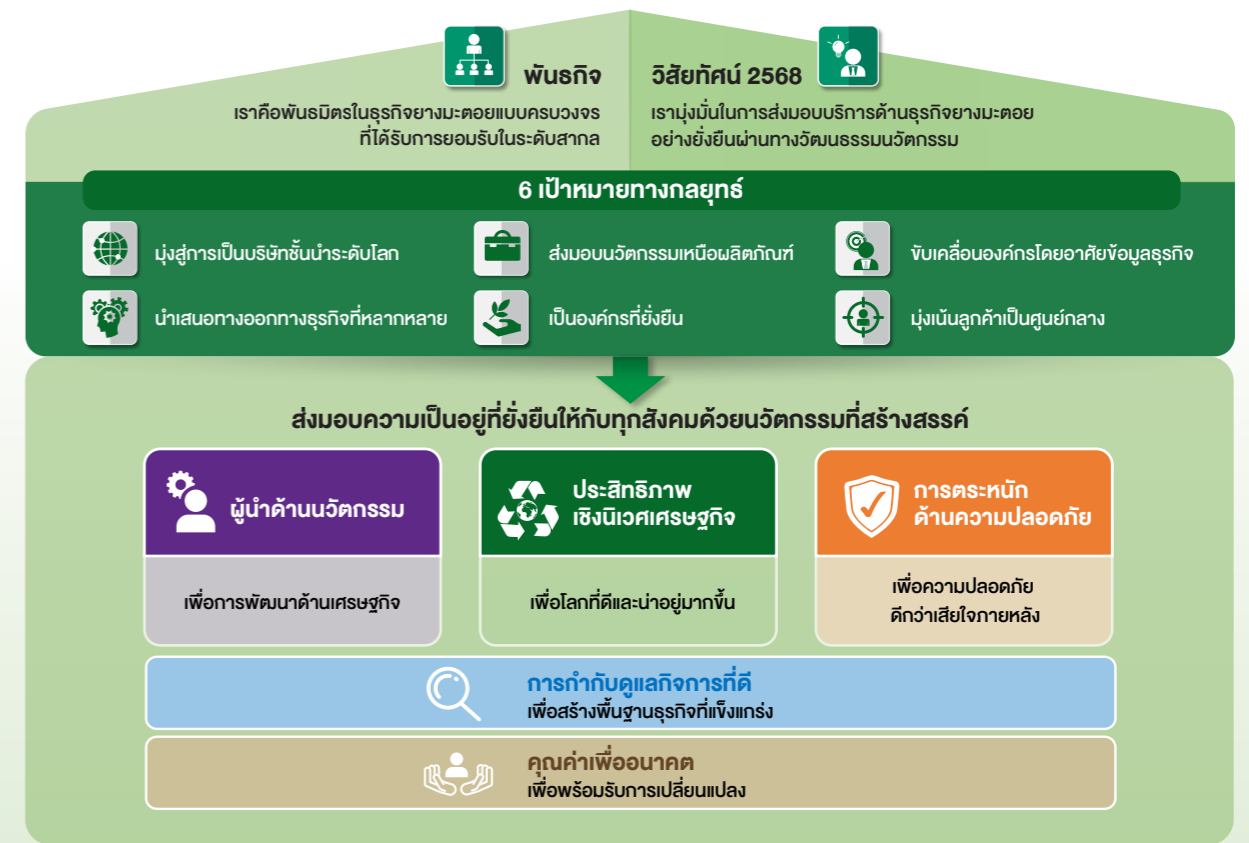 พันธกิจ
เราคือพันธมิตรในธุรกิจยางมะตอยแบบครบวงจร
ที่ได้รับการยอมรับในระดับสากล
วิสัยทัศน์ 2568
เรามุ่งมั่นในการส่งมอบบริการด้านธุรกิจยางมะตอย
อย่างยั่งยืนผ่านทางวัฒนธรรมนวัตกรรม
6 เป้าหมายทางกลยุทธ์
มุ่งสู่การเป็นบริษัทชั้นนำระดับโลก
ส่งมอบนวัตกรรมเหนือผลิตภัณฑ์
ขับเคลื่อนองค์กรโดยอาศัยข้อมูลธุรกิจ
นำเสนอทางออกทางธุรกิจที่หลากหลาย
เป็นองค์กรที่ยั่งยืน
มุ่งเน้นลูกค้าเป็นศูนย์กลาง
ส่งมอบความเป็นอยู่ที่ยั่งยืนให้กับทุกสังคมด้วยนวัตกรรมที่สร้างสรรค์
ผู้นำด้านนวัตกรรม
เพื่อการพัฒนาด้านเศรษฐกิจ
ประสิทธิภาพ
เชิงนิเวศเศรษฐกิจ
เพื่อโลกที่ดีและน่าอยู่มากขึ้น
การตระหนัก
ด้านความปลอดภัย
เพื่อความปลอดภัย
ดีกว่าเสียใจภายหลัง
การกำกับดูแลกิจการที่ดี
เพื่อสร้างพื้นฐานธุรกิจที่แข็งแกร่ง
คุณค่าเพื่ออนาคต
เพื่อพร้อมรับการเปลี่ยนแปลง